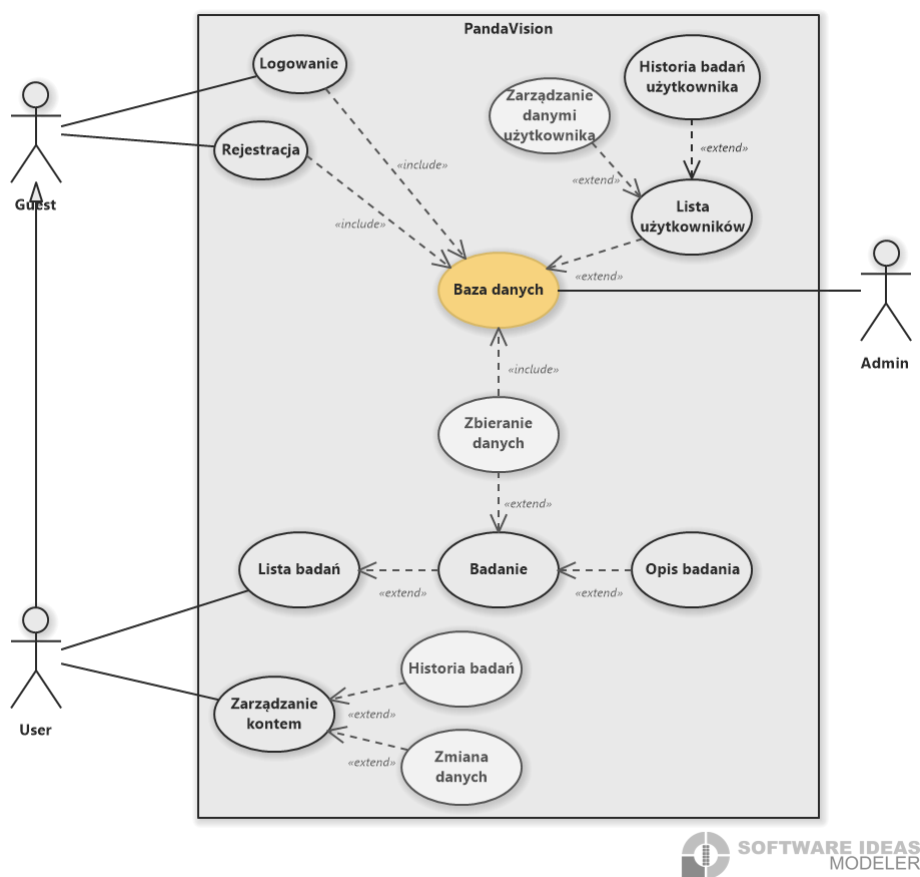 PandaVision
Logowanie
Historia badań
użytkownika
Zarządzanie
danymi
użytkownika
Rejestracja
«include»
«extend»
«extend»
Guest
Lista
użytkowników
«include»
«extend»
Baza danych
Admin
«include»
Zbieranie
danych
«extend»
Lista badań
Badanie
Opis badania
«extend»
«extend»
Historia badań
Zarządzanie
kontem
«extend»
User
Zmiana
danych
«extend»
SOFTWARE IDEAS
MODELER